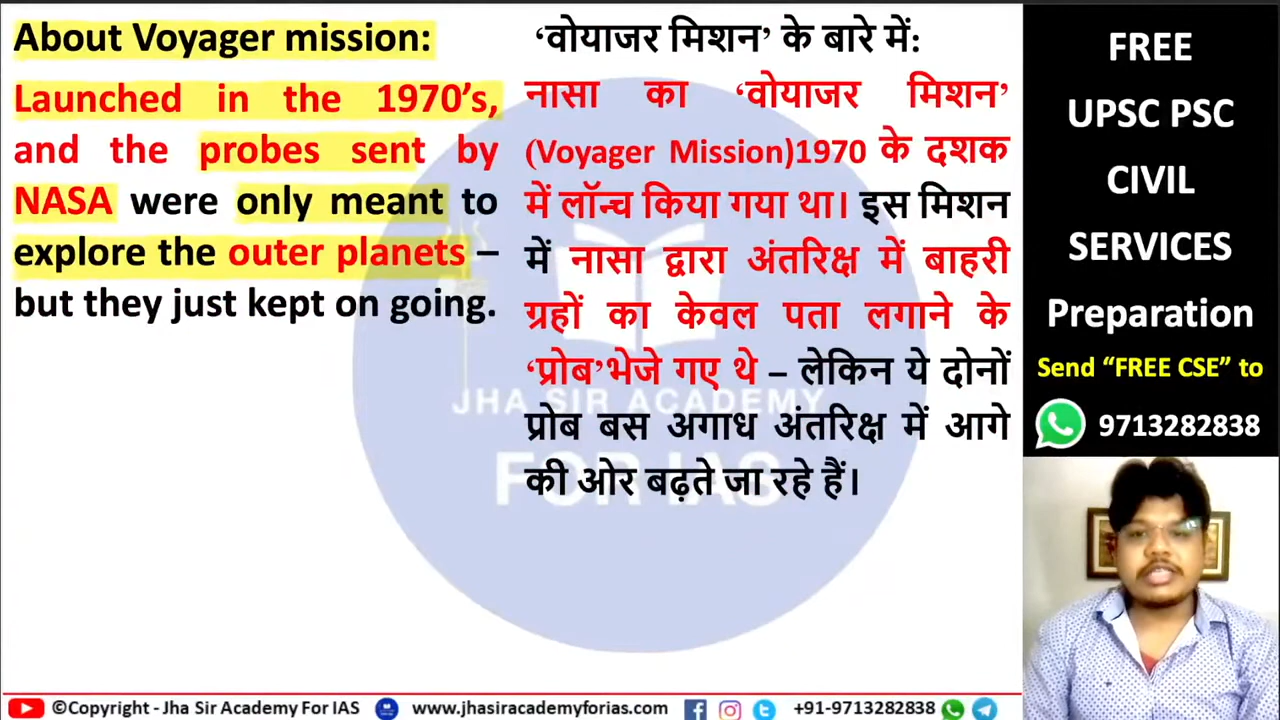 About Voyager mission:
Launched in the 1970’s,
and the probes sent by
NASA were only meant to
explore the outer planets –
but they just kept on going.
‘वोयाजर मिशन’ के बारे में:
नासा का ‘वोयाजर मिशन’
(Voyager Mission)1970 के दशक
में लॉन्च किया गया था। इस मिशन
में नासा द्वारा अंतरिक्ष में बाहरी
ग्रहों का केवल पता लगाने के
‘प्रोब’भेजे गए थे – लेकिन ये दोनों
प्रोब बस अगाध अंतरिक्ष में आगे
की ओर बढ़ते जा रहे हैं।
JHA SIR ACADEMY
FOR IAS
FREE
UPSC PSC
CIVIL
SERVICES
Preparation
Send “FREE CSE” to
9713282838
©Copyright - Jha Sir Academy For IAS www.jhasiracademyforias.com +91-9713282838